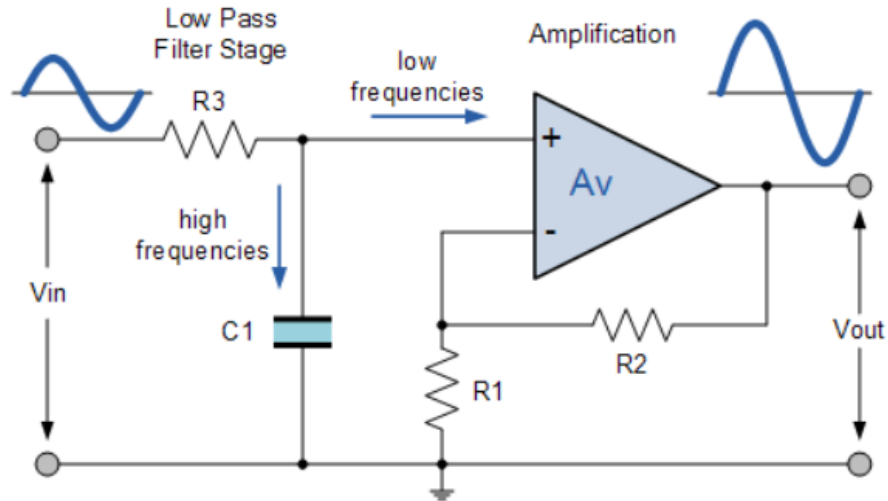 Low Pass
Filter Stage
Amplification
low
frequencies
R3
+
Av
high
frequencies
-
Vin
C1
Vout
R2
R1